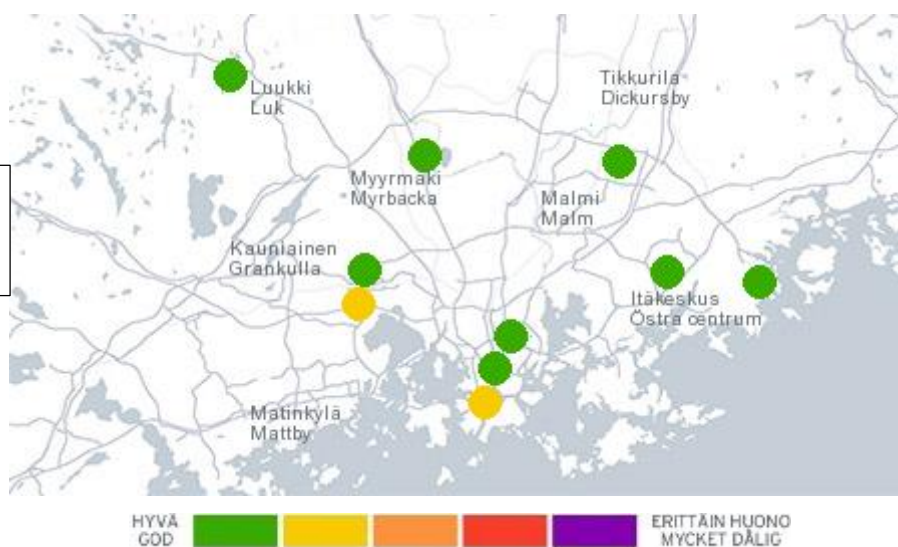 Luukki
Luk
Tikkurila
Dickursby
Myyrmäki
Myrbacka
Malmi
Malm
Kauniainen
Grankulla
Itäkeskus
Östra centrum
Matinkylä
Mattby
HYVÄ
GOD
ERITTÄIN HUONO
MYCKET DÅLIG